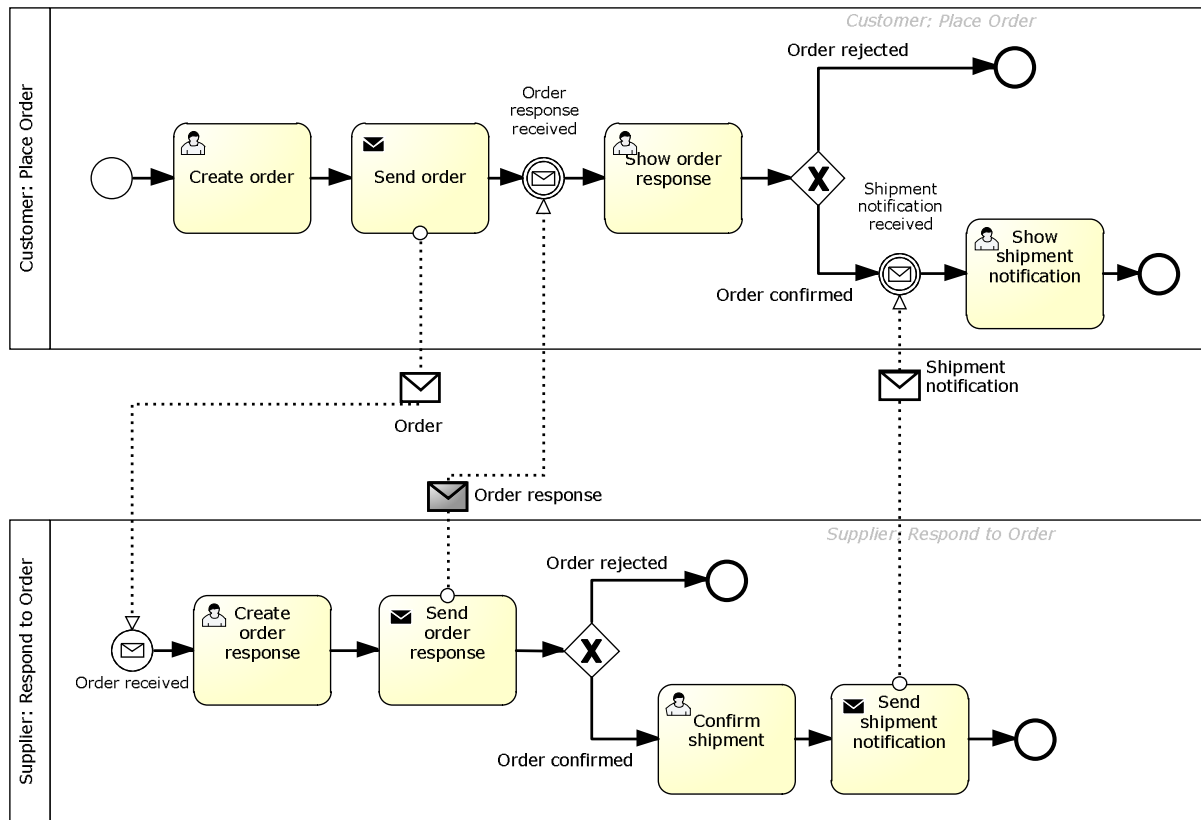 Customer: Place Order
Customer: Place Order
Order rejected
Order
response
received
Create order
Send order
Show order
response
Shipment
notification
received
Order confirmed
Show
shipment
notification
Order
Shipment
notification
Order response
Supplier: Respond to Order
Supplier: Respond to Order
Order rejected
Order received
Create
order
response
Send
order
response
Order confirmed
Confirm
shipment
Send
shipment
notification